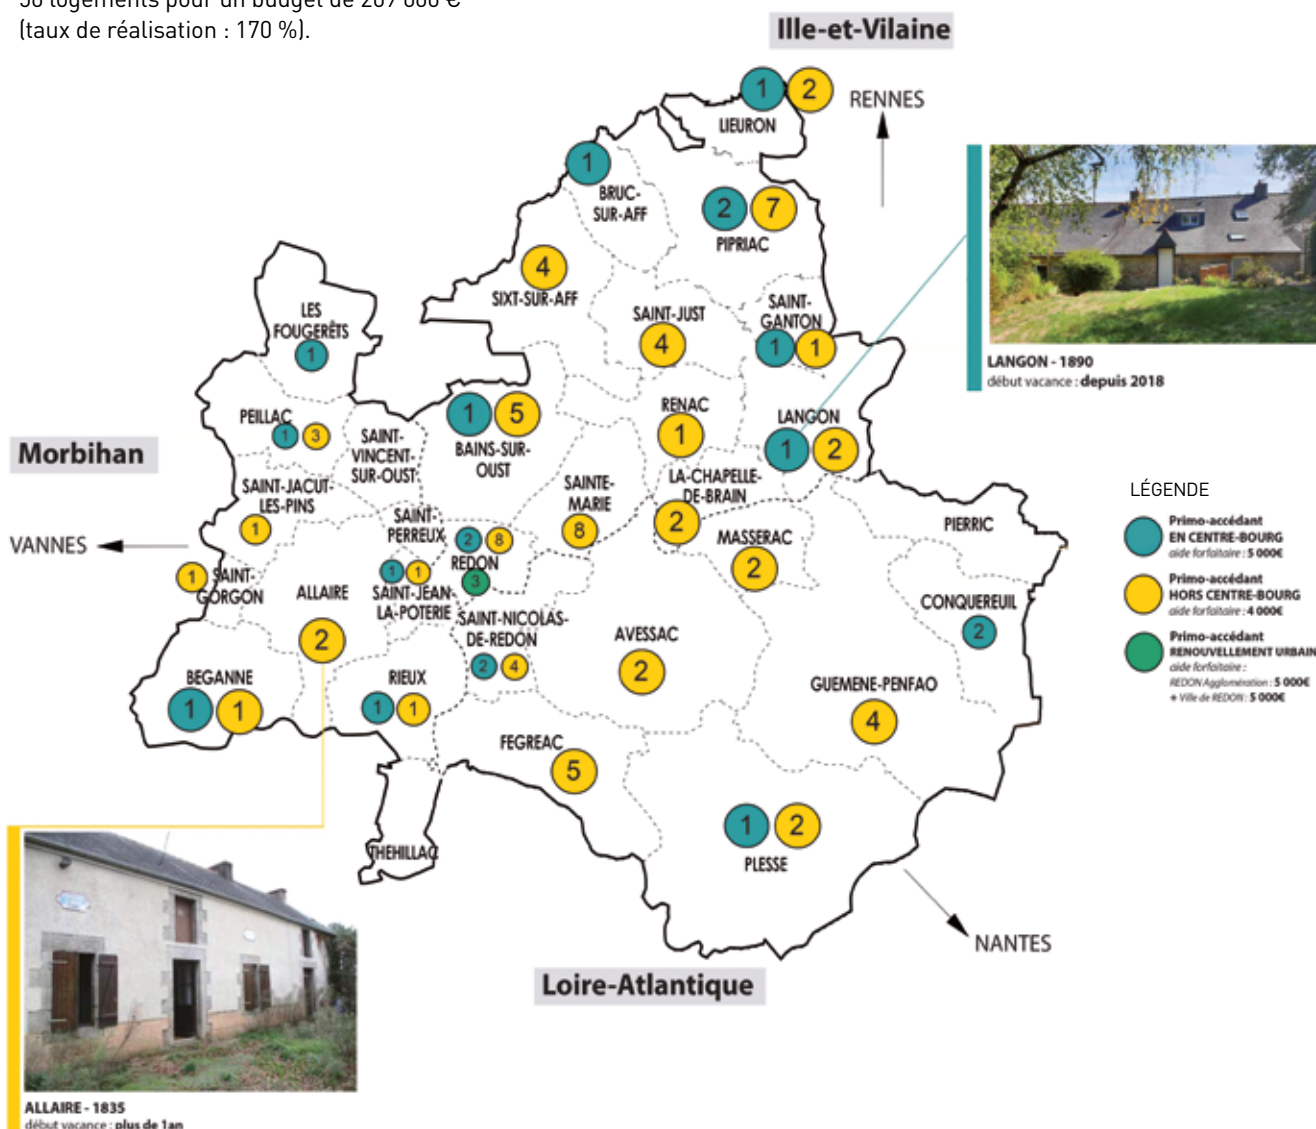 50 logements pour un budget de 209 000 €
(taux de réalisation : 170 %).
Ille-et-Vilaine
1
2
RENNES
LIEURON
1
BRUC-
SUR-AFF
2
7
PIPRIAC
4
SIXT-SUR-AFF
LES
FOUGERÊTS
1
SAINT-JUST
4
SAINT-
GANTON
1
1
LANGON - 1890
début vacance : depuis 2018
PEILLAC
1
3
1
5
BAINS-SUR-
OUST
RENAC
1
LANGON
1
2
Morbihan
SAINT-
VINCENT-
SUR-OUST
SAINT-JACUT-
LES-PINS
1
SAINTE-
MARIE
8
LA-CHAPELLE-
DE-BRAIN
2
MASSERAC
2
PIERRIC
LÉGENDE
Primo-accédant
EN CENTRE-BOURG
aide forfaitaire : 5 000€
Primo-accédant
HORS CENTRE-BOURG
aide forfaitaire : 4 000€
Primo-accédant
RENOUVELLEMENT URBAIN
aide forfaitaire :
REDON Agglomération : 5 000€
+ Ville de REDON : 5 000€
VANNES
SAINT-
PERREUX
2
8
REDON
3
1
SAINT-
GORGON
ALLAIRE
2
1
1
SAINT-JEAN-
LA-POTERIE
SAINT-NICOLAS-
DE-REDON
2
4
AVESSAC
2
CONQUEREUIL
2
BEGANNE
1
1
RIEUX
1
1
GUEMENE-PENFAO
4
FEGREAC
5
1
2
PLESSE
THEHILLAC
NANTES
Loire-Atlantique
ALLAIRE - 1835
début vacance : plus de 1an